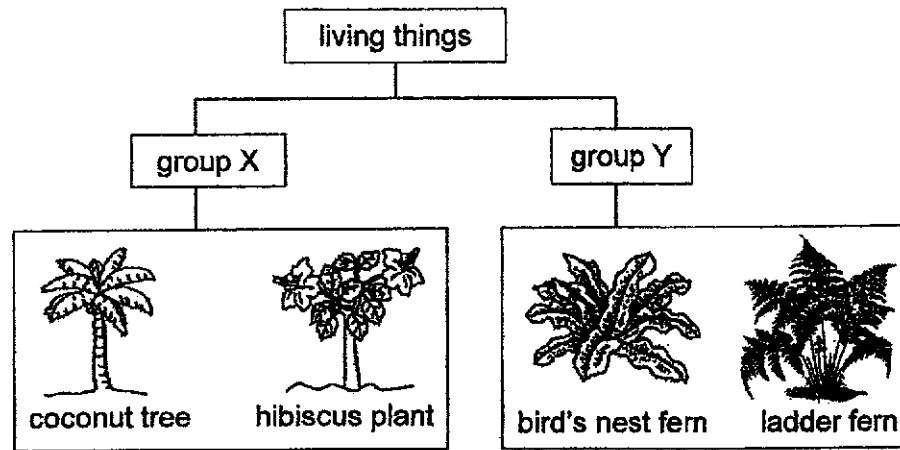 living things
group X
group Y
coconut tree
hibiscus plant
bird's nest fern
ladder fern